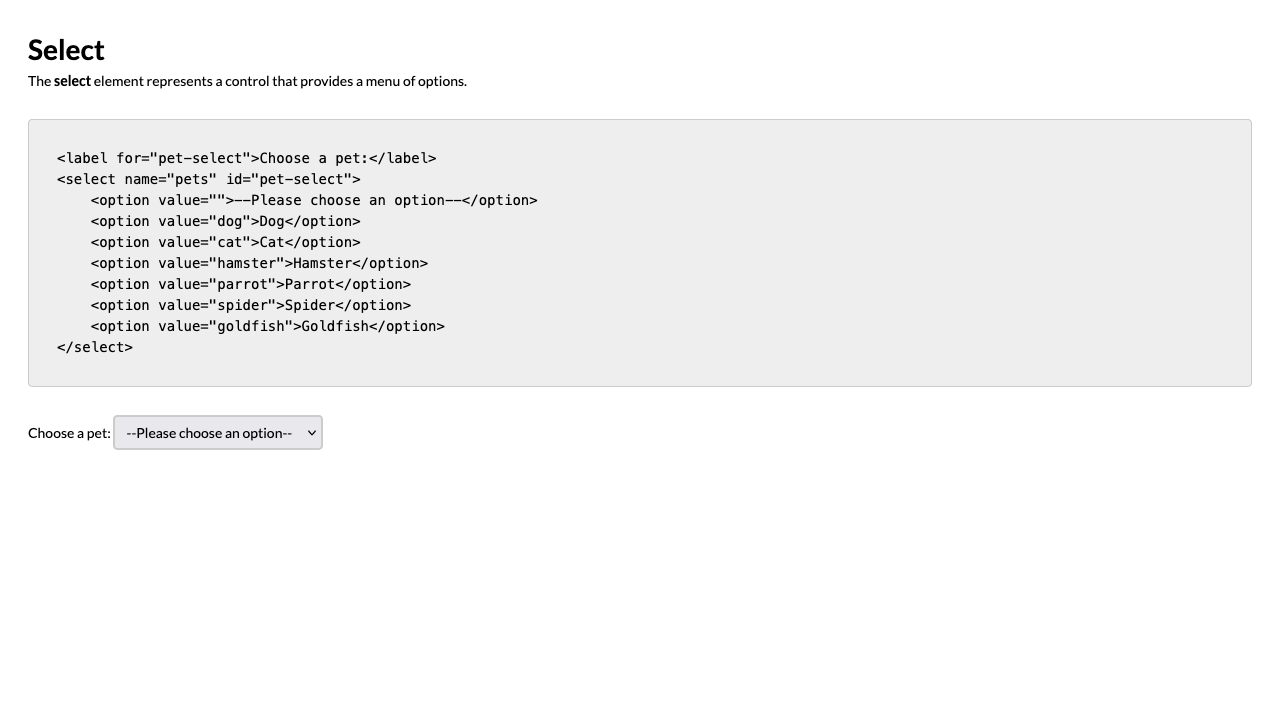 Select
The select element represents a control that provides a menu of options.
<label for="pet-select">Choose a pet:</label>
<select name="pets" id="pet-select">
    <option value="">--Please choose an option--</option>
    <option value="dog">Dog</option>
    <option value="cat">Cat</option>
    <option value="hamster">Hamster</option>
    <option value="parrot">Parrot</option>
    <option value="spider">Spider</option>
    <option value="goldfish">Goldfish</option>
</select>
Choose a pet: --Please choose an option--